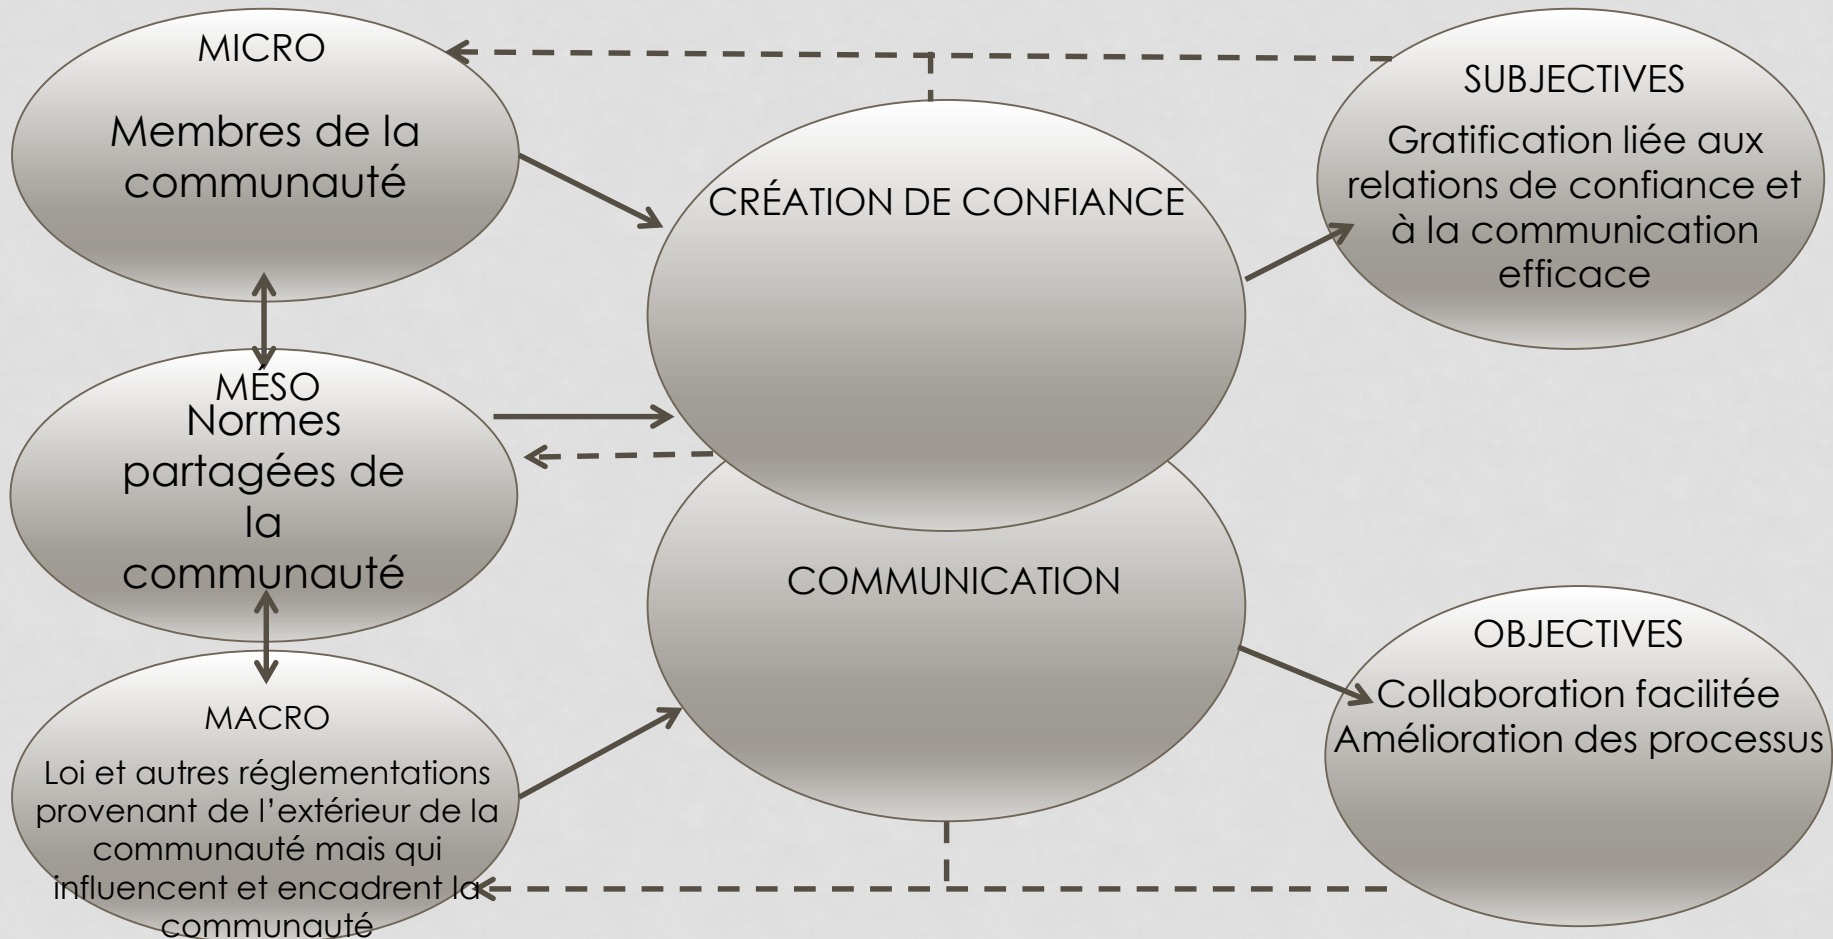 MICRO
Membres de la
communauté
MÉSO
Normes
partagées de
la
communauté
MACRO
Loi et autres réglementations
provenant de l’extérieur de la
communauté mais qui
influencent et encadrent la
communauté
CRÉATION DE CONFIANCE
COMMUNICATION
SUBJECTIVES
Gratification liée aux
relations de confiance et
à la communication
efficace
OBJECTIVES
Collaboration facilitée
Amélioration des processus